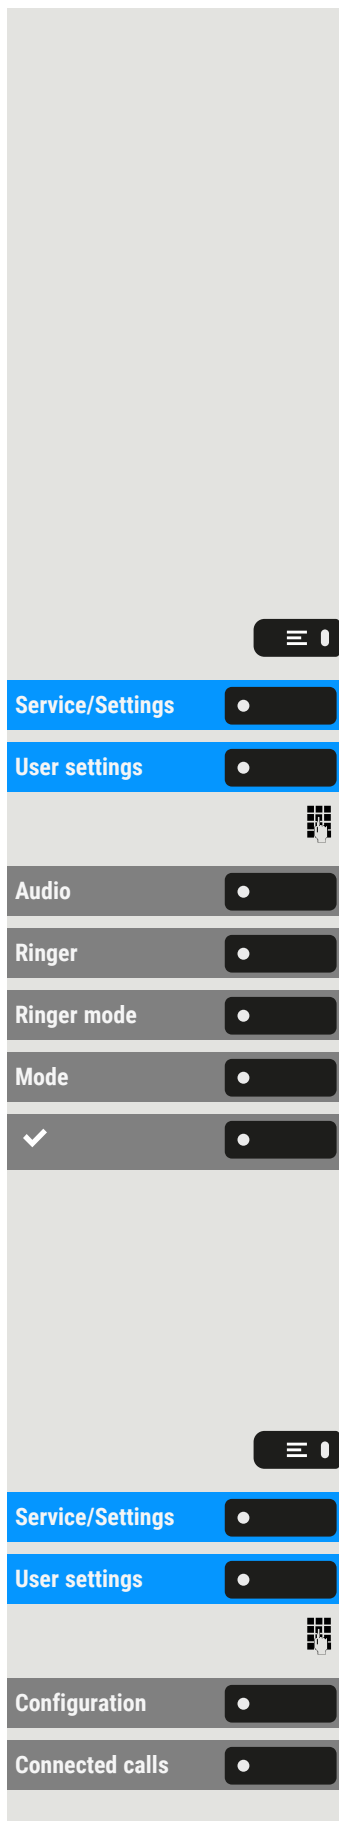 Service/Settings
User settings
Audio
Ringer
Ringer mode
Mode
Service/Settings
User settings
Configuration
Connected calls